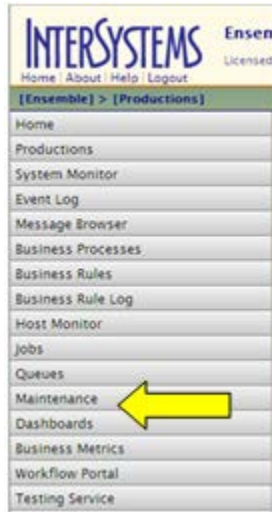 INTERSYSTEMS
Ensem
Licensed
Home | About | Help | Logout
[Ensemble] > [Productions]
Home
Productions
System Monitor
Event Log
Message Browser
Business Processes
Business Rules
Business Rule Log
Host Monitor
Jobs
Queues
Maintenance
Dashboards
Business Metrics
Workflow Portal
Testing Service